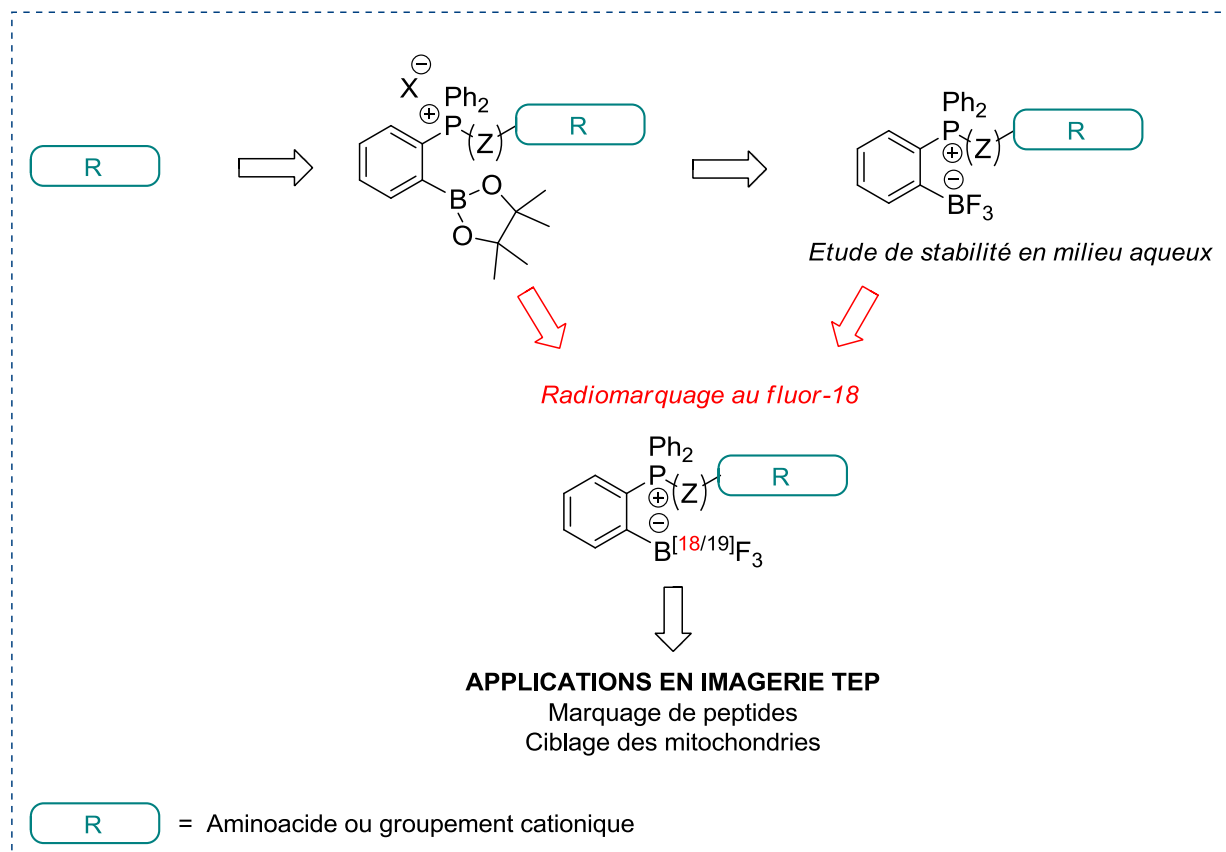 X⊖
Ph2
⊕
P
(Z)
R
R
B
O
O
Ph2
P
⊕
(Z)
R
⊖
BF3
Etude de stabilité en milieu aqueux
Radiomarquage au fluor-18
Ph2
P
⊕
(Z)
R
⊖
B[18/19]F3
APPLICATIONS EN IMAGERIE TEP
Marquage de peptides
Ciblage des mitochondries
R = Aminoacide ou groupement cationique